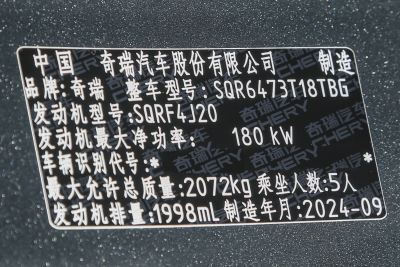 中国 奇瑞汽车股份有限公司 制造
品牌:奇瑞 整车型号:SQR6473T18TBG
发动机型号:SQRF4J20
发动机最大净功率: 180 kW
车辆识别代号:* *
最大允许总质量:2072kg 乘坐人数:5人
发动机排量:1998mL 制造年月:2024-09